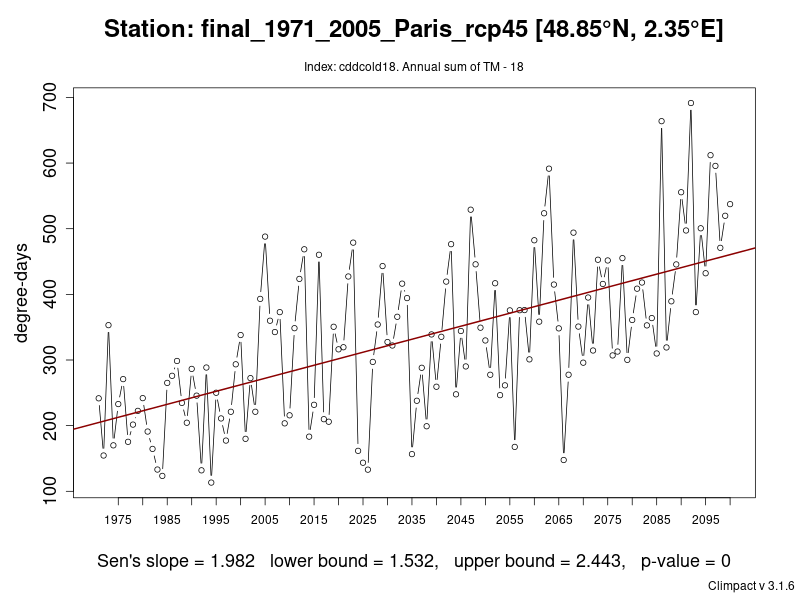 Station: final_1971_2005_Paris_rcp45 [48.85°N, 2.35°E]
Index: cddcold18. Annual sum of TM - 18
degree-days
700
600
500
400
300
200
100
1975 1985 1995 2005 2015 2025 2035 2045 2055 2065 2075 2085 2095
Sen's slope = 1.982 lower bound = 1.532, upper bound = 2.443, p-value = 0
Climpact v 3.1.6